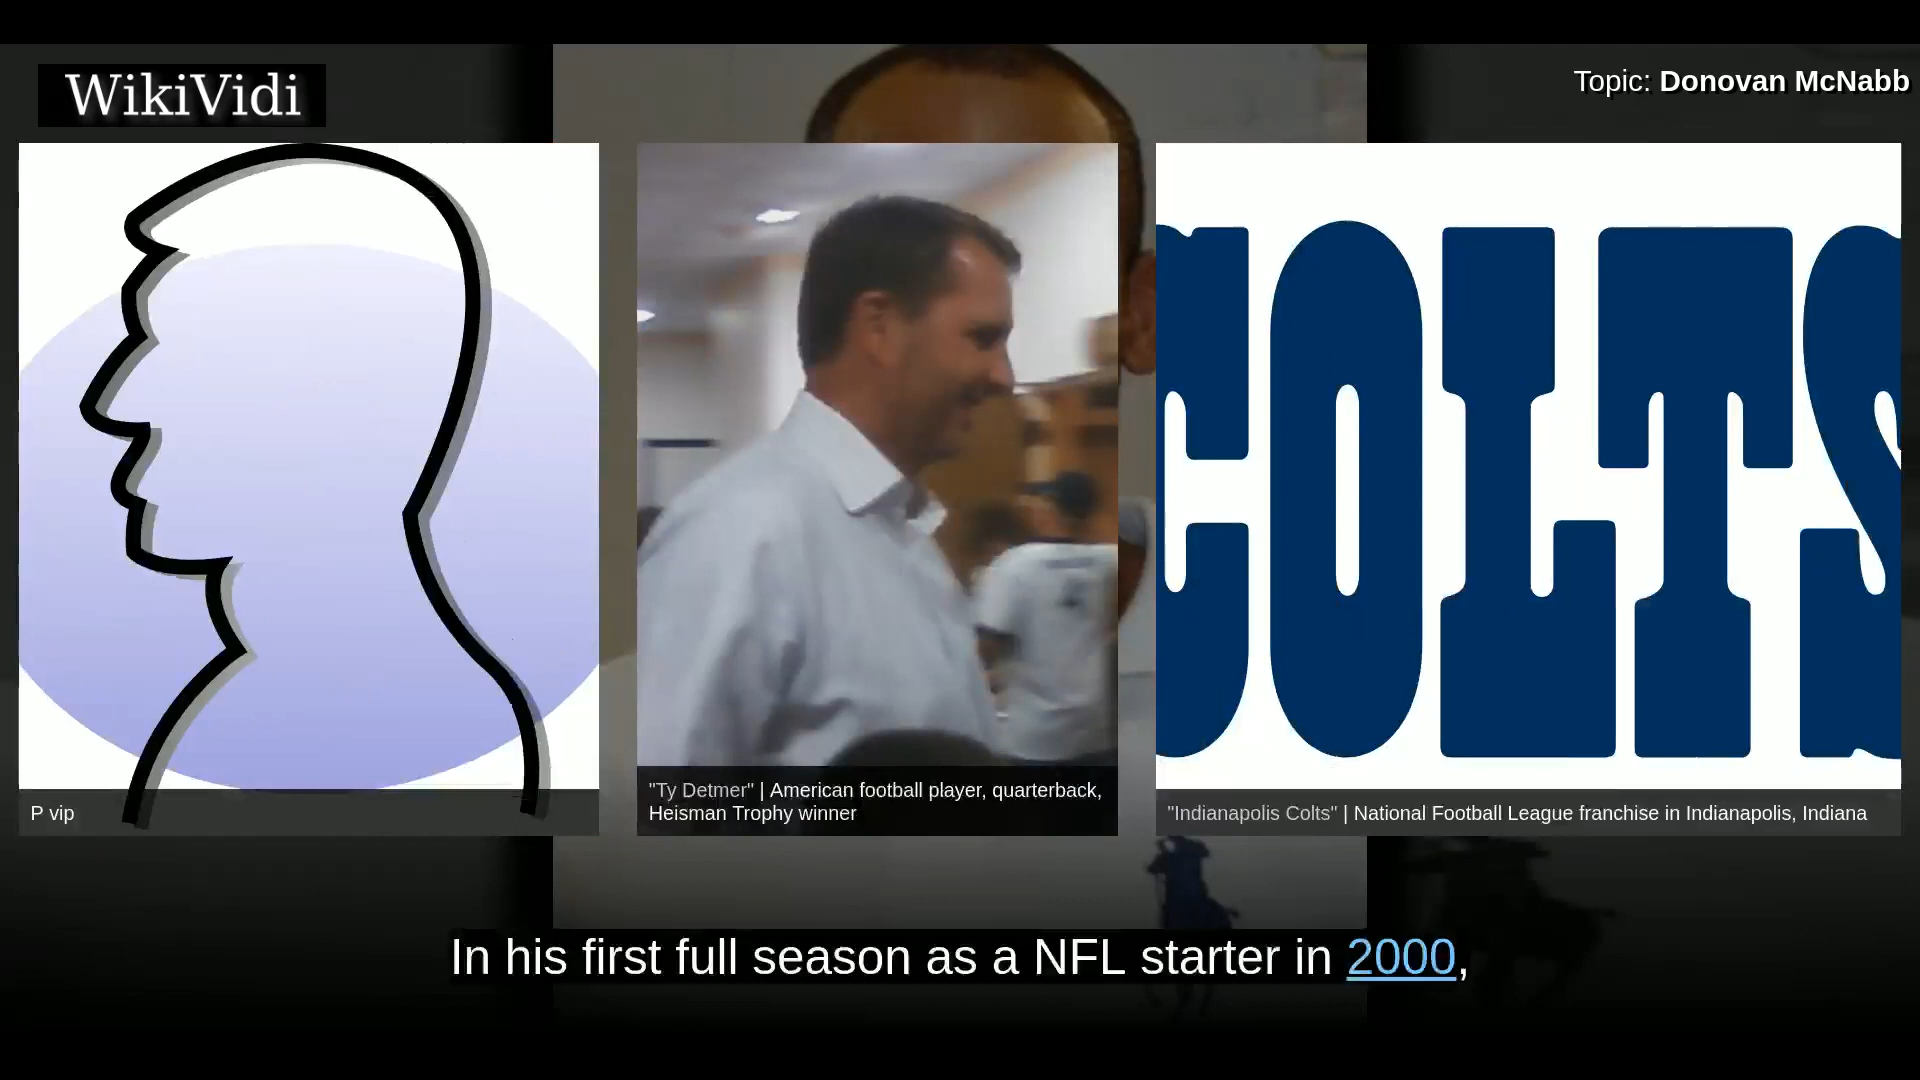 WikiVidi
Topic: Donovan McNabb
COLTS
P vip
"Ty Detmer" | American football player, quarterback,
Heisman Trophy winner
"Indianapolis Colts" | National Football League franchise in Indianapolis, Indiana
In his first full season as a NFL starter in 2000,